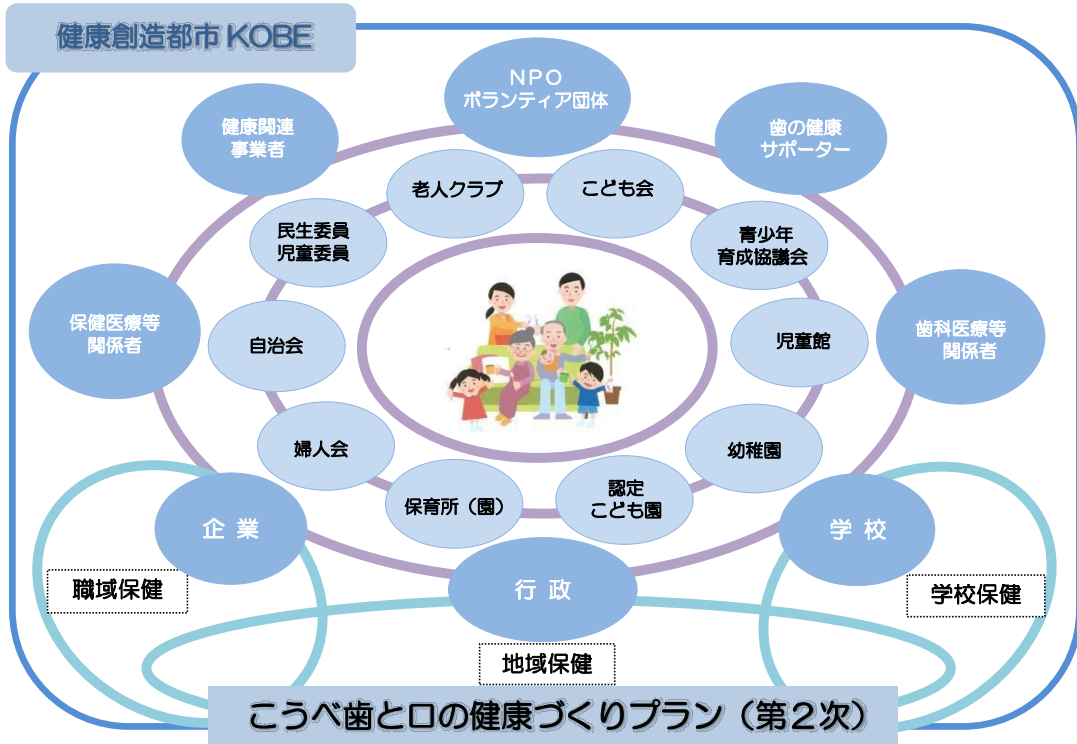 健康創造都市 KOBE
NPO
ボランティア団体
健康関連
事業者
歯の健康
サポーター
老人クラブ
こども会
民生委員
児童委員
青少年
育成協議会
保健医療等
関係者
自治会
児童館
歯科医療等
関係者
婦人会
幼稚園
保育所（園）
認定
こども園
企 業
学 校
行 政
職域保健
学校保健
地域保健
こうべ歯と口の健康づくりプラン（第２次）